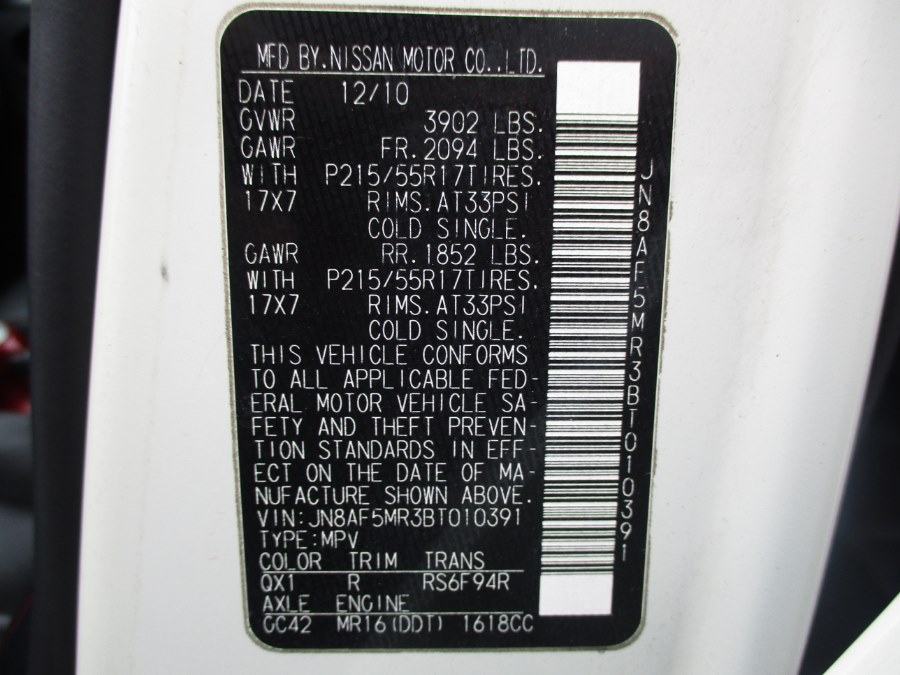 MFD BY.NISSAN MOTOR CO.,LTD.
DATE 12/10
GVWR 3902 LBS.
GAWR FR.2094 LBS.
WITH P215/55R17TIRES.
17X7 RIMS.AT33PSI
COLD SINGLE.
GAWR RR.1852 LBS.
WITH P215/55R17TIRES.
17X7 RIMS.AT33PSI
COLD SINGLE.
THIS VEHICLE CONFORMS
TO ALL APPLICABLE FED-
ERAL MOTOR VEHICLE SA-
FETY AND THEFT PREVEN-
TION STANDARDS IN EFF-
ECT ON THE DATE OF MA-
NUFACTURE SHOWN ABOVE.
VIN:JN8AF5MR3BT010391
TYPE:MPV
COLOR TRIM TRANS
QX1 R RS6F94R
AXLE ENGINE
GC42 MR16(DDT) 1618CC
JN8AF5MR3BT010391